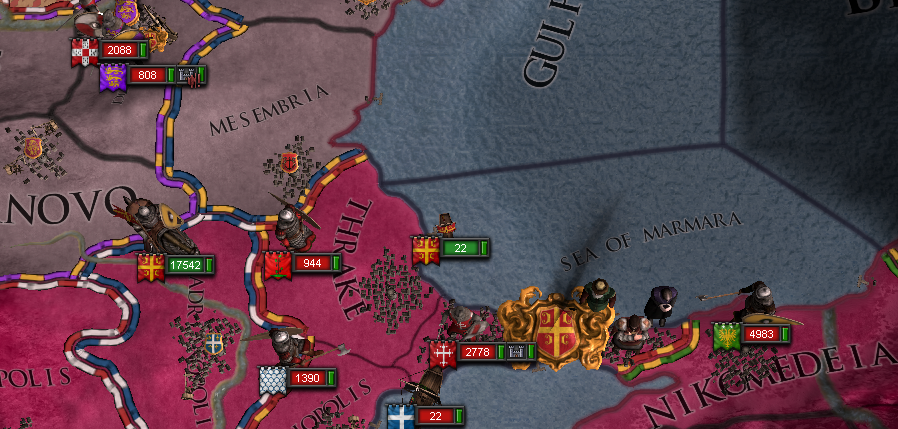 2088
GULF
808
MESEMBRIA
NOVO
THRAKE
SEA OF MARMARA
22
17542
944
4983
2778
1390
POLIS
NIKOMEDEIA
22